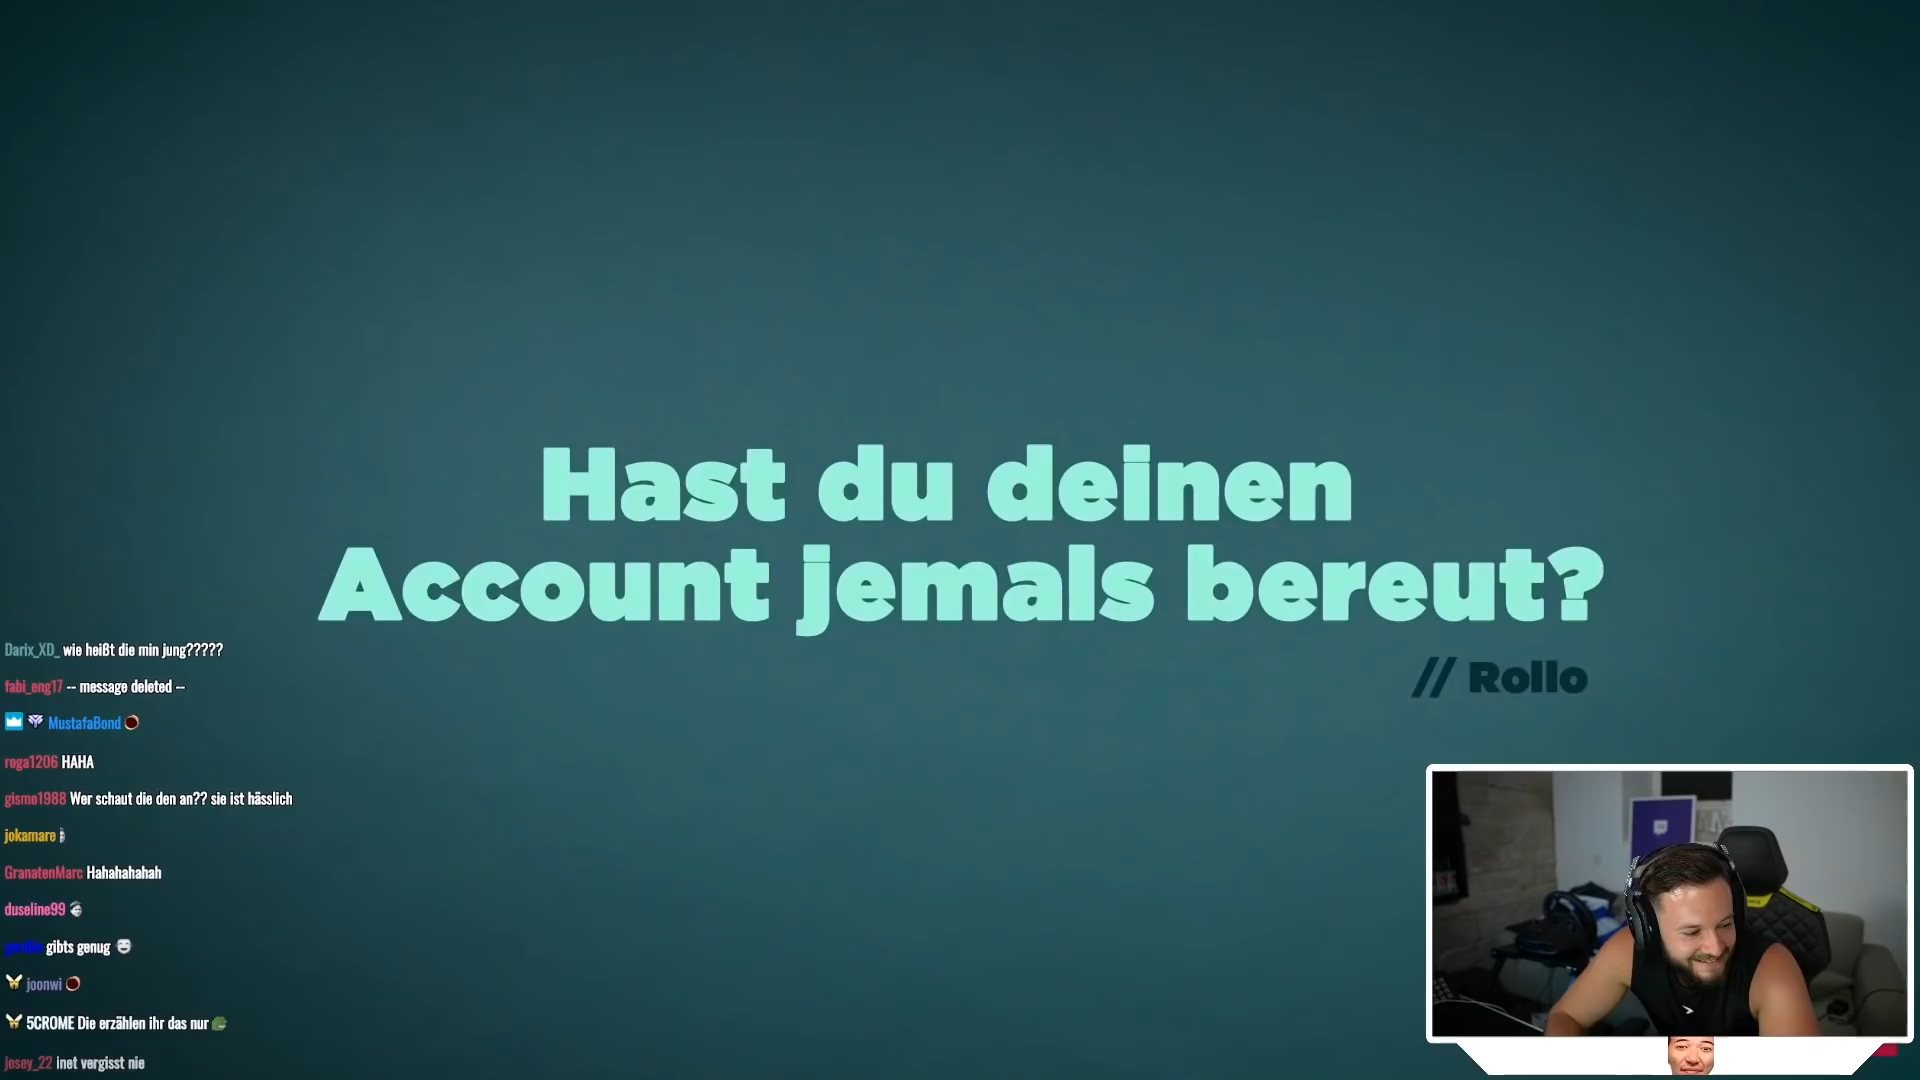 Hast du deinen
Account jemals bereut?
// Rollo
Darix_XD_ wie heißt die min jung?????
fabi_eng17 -- message deleted --
MustafaBond
roga1206 HAHA
gismo1988 Wer schaut die den an?? sie ist hässlich
jokamare
GranatenMarc Hahahahahah
duseline99
gibts genug
joonwi
5CROME Die erzählen ihr das nur
josey_22 inet vergisst nie